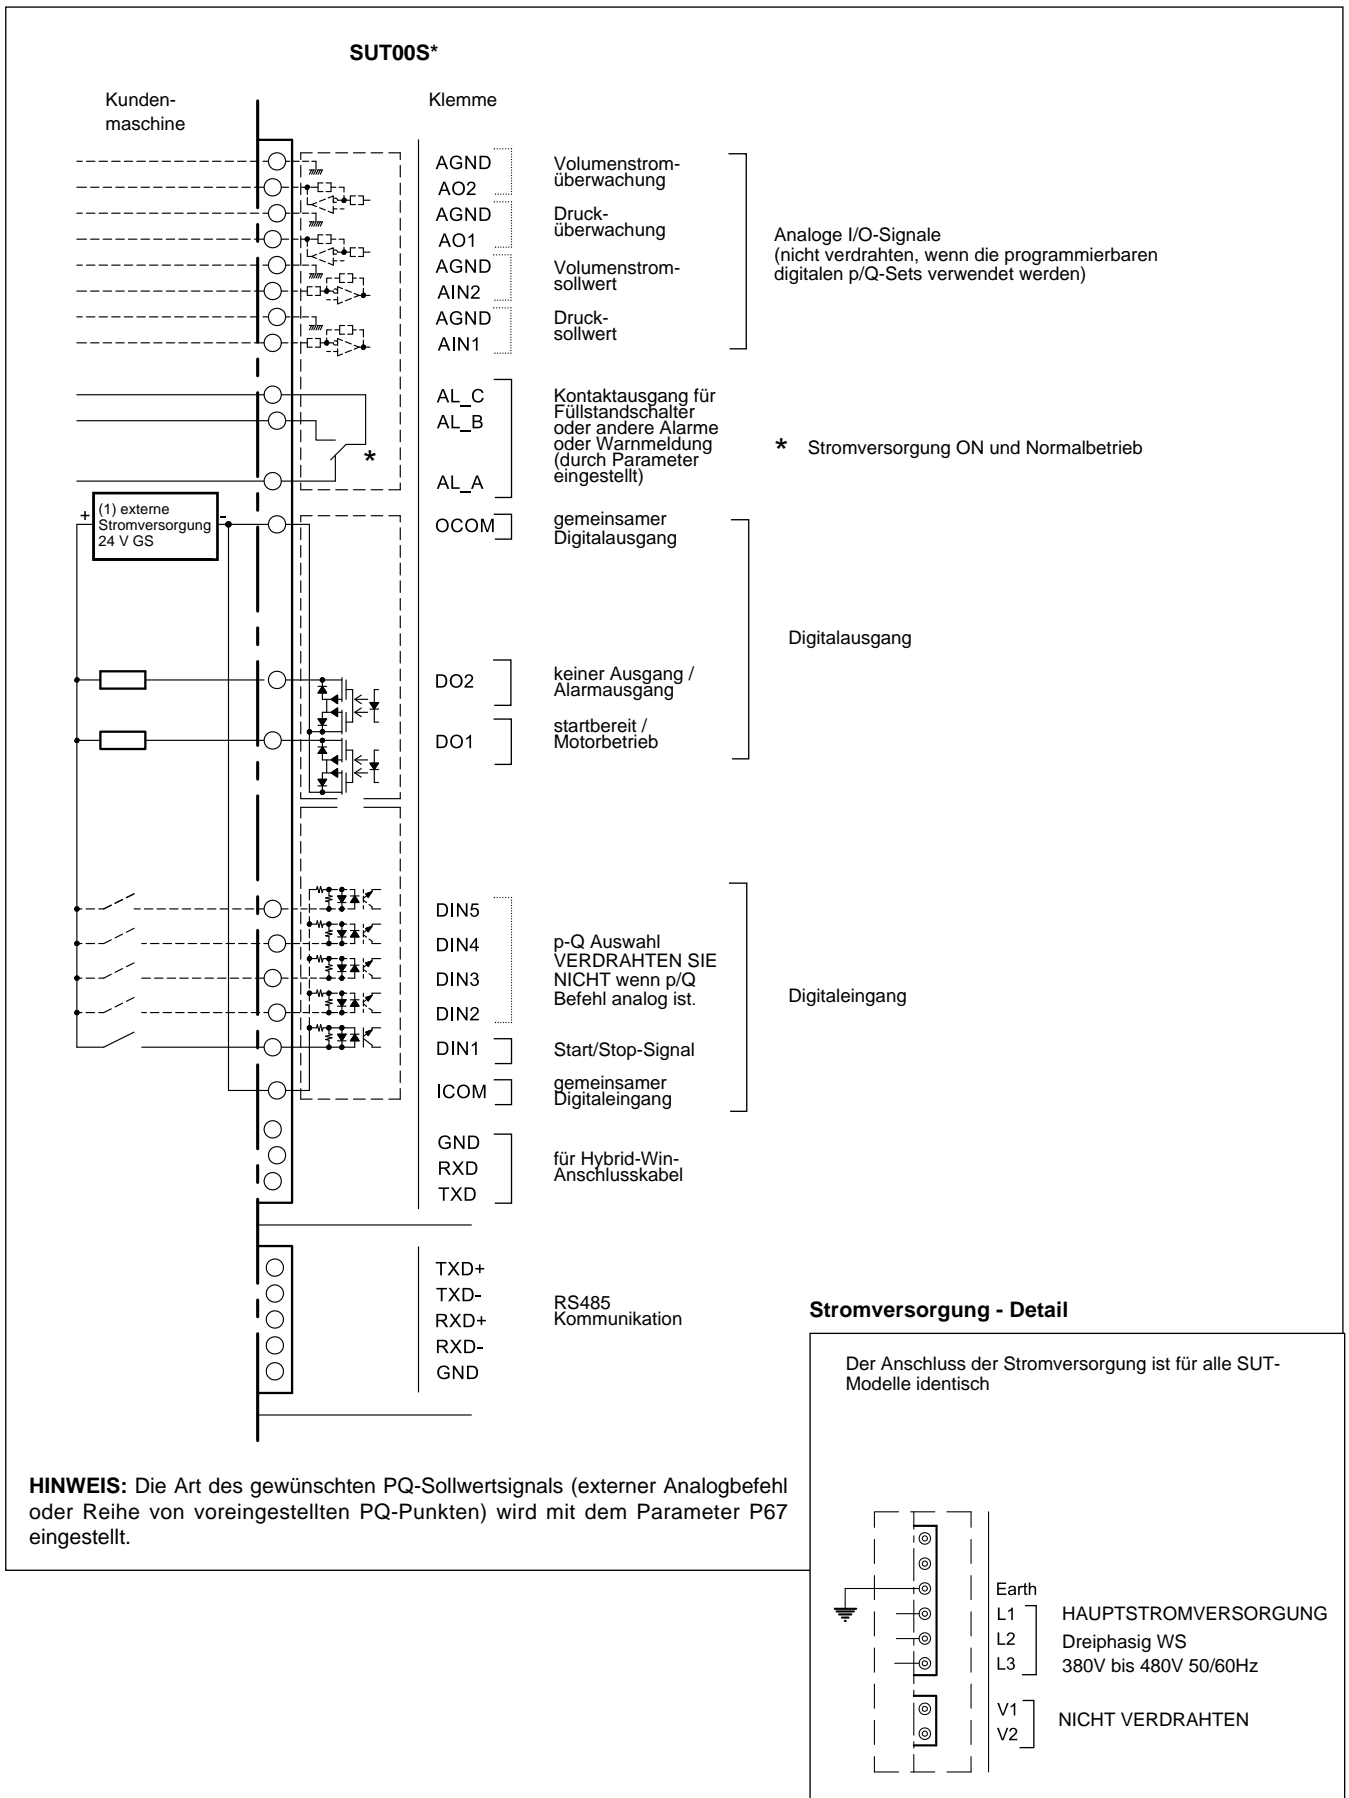 SUT00S*
Kunden-
maschine
Klemme
AGND
AO2
Volumenstrom-
überwachung
AGND
AO1
Druck-
überwachung
AGND
AIN2
Volumenstrom-
sollwert
AGND
AIN1
Druck-
sollwert
Analoge I/O-Signale
(nicht verdrahten, wenn die programmierbaren
digitalen p/Q-Sets verwendet werden)
AL_C
AL_B
AL_A
Kontaktausgang für
Füllstandschalter
oder andere Alarme
oder Warnmeldung
(durch Parameter
eingestellt)
*
* Stromversorgung ON und Normalbetrieb
+
(1) externe
Stromversorgung
24 V GS
-
OCOM
gemeinsamer
Digitalausgang
DO2
keiner Ausgang /
Alarmausgang
DO1
startbereit /
Motorbetrieb
Digitalausgang
DIN5
DIN4
DIN3
DIN2
p-Q Auswahl
VERDRAHTEN SIE
NICHT wenn p/Q
Befehl analog ist.
DIN1
Start/Stop-Signal
ICOM
gemeinsamer
Digitaleingang
Digitaleingang
GND
RXD
TXD
für Hybrid-Win-
Anschlusskabel
TXD+
TXD-
RXD+
RXD-
GND
RS485
Kommunikation
HINWEIS: Die Art des gewünschten PQ-Sollwertsignals (externer Analogbefehl
oder Reihe von voreingestellten PQ-Punkten) wird mit dem Parameter P67
eingestellt.
Stromversorgung - Detail
Der Anschluss der Stromversorgung ist für alle SUT-
Modelle identisch
Earth
L1
L2
L3
HAUPTSTROMVERSORGUNG
Dreiphasig WS
380V bis 480V 50/60Hz
V1
V2
NICHT VERDRAHTEN